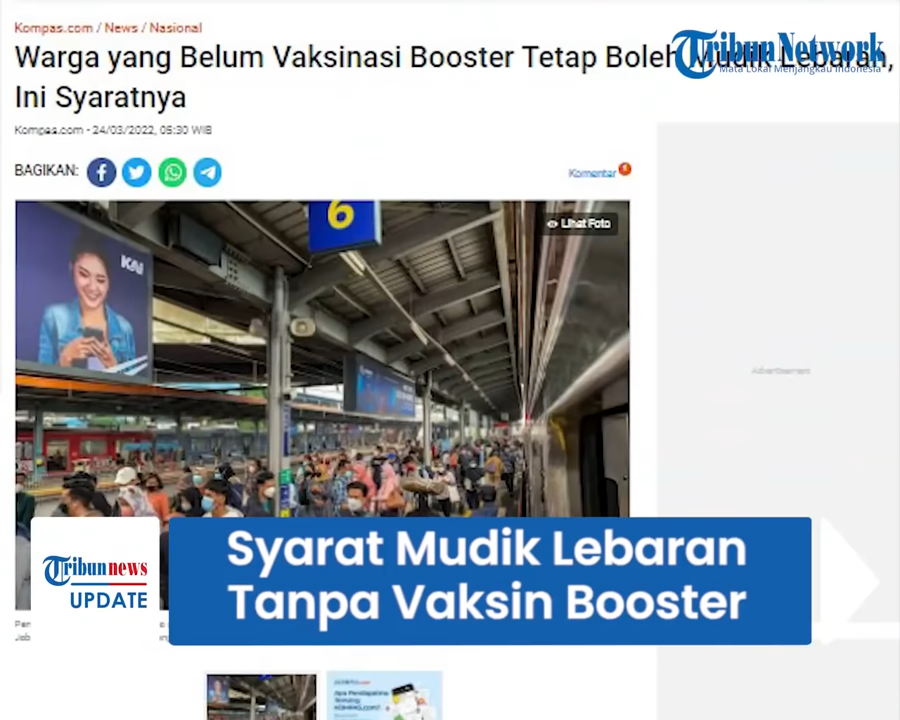 Kompas.com / News / Nasional
Warga yang Belum Vaksinasi Booster Tetap Boleh Mudik Lebaran,
Ini Syaratnya
Tribun Network
Mata Lokal Menjangkau Indonesia
Kompas.com - 24/03/2022, 05:30 WIB
BAGIKAN:
Komentar
6
Lihat Foto
KAI
Advertisement
Syarat Mudik Lebaran
Tanpa Vaksin Booster
Tribunnews
UPDATE